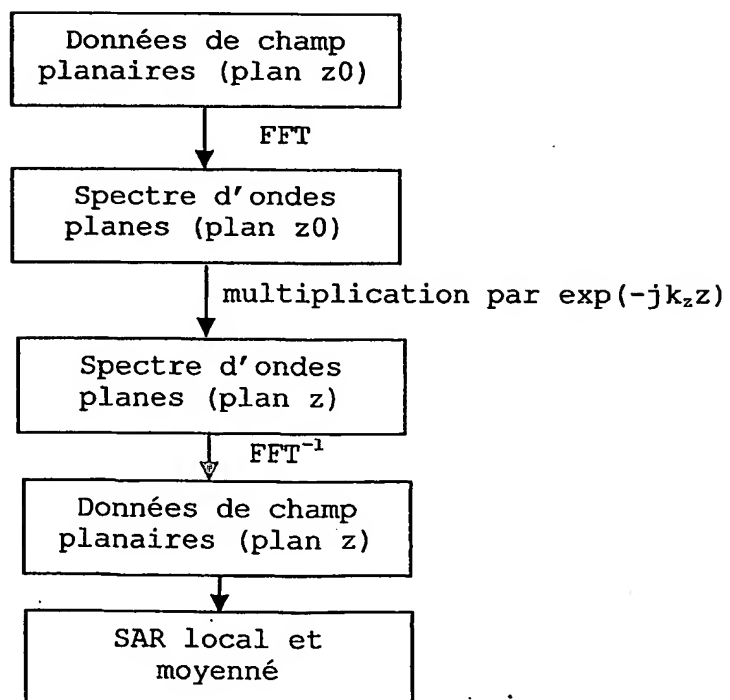 Données de champ
planaires (plan z0)
FFT
Spectre d'ondes
planes (plan z0)
multiplication par exp(-jk_z z)
Spectre d'ondes
planes (plan z)
FFT⁻¹
Données de champ
planaires (plan z)
SAR local et
moyenné